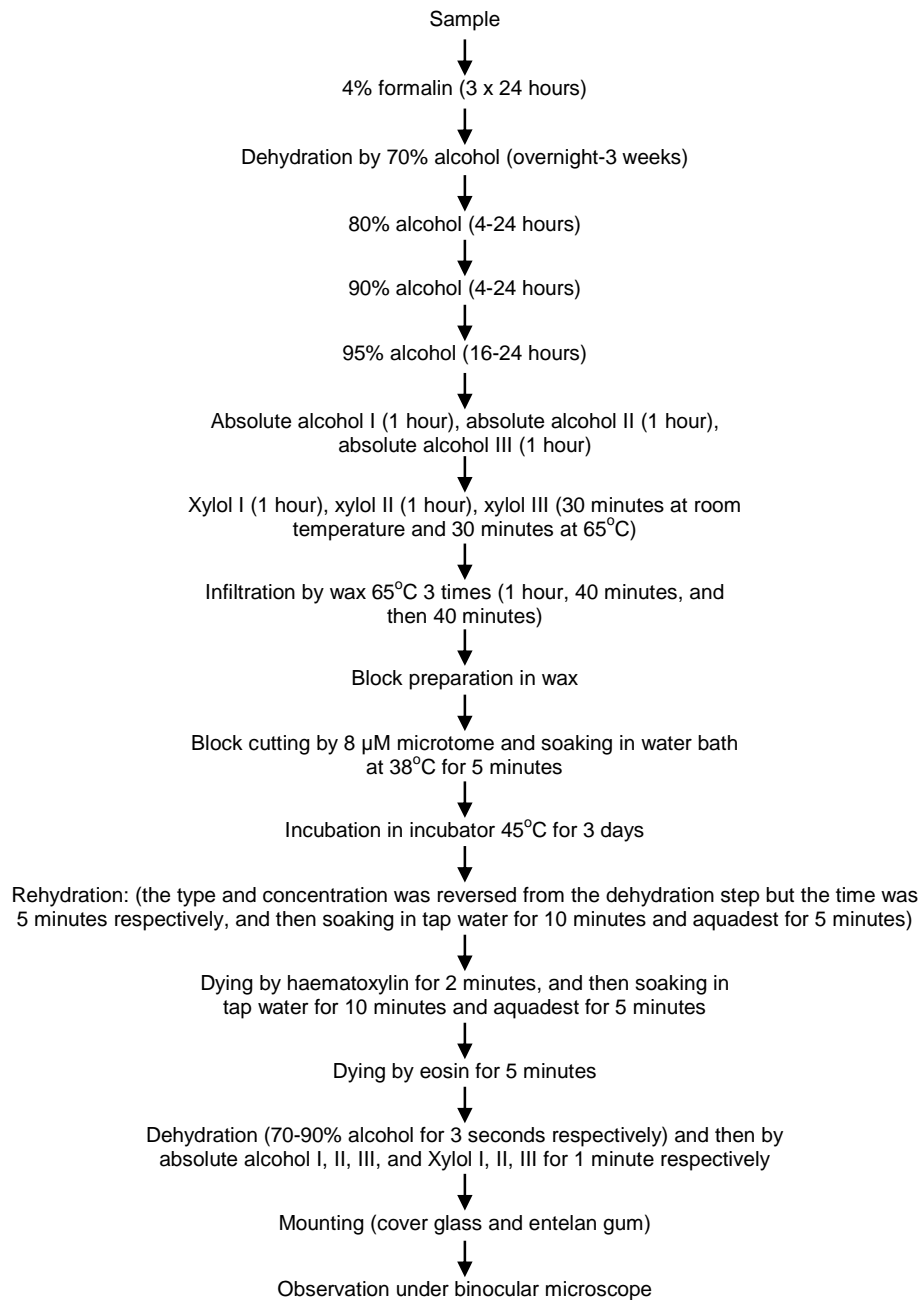 Sample
4% formalin (3 x 24 hours)
Dehydration by 70% alcohol (overnight-3 weeks)
80% alcohol (4-24 hours)
90% alcohol (4-24 hours)
95% alcohol (16-24 hours)
Absolute alcohol I (1 hour), absolute alcohol II (1 hour),
absolute alcohol III (1 hour)
Xylol I (1 hour), xylol II (1 hour), xylol III (30 minutes at room
temperature and 30 minutes at 65°C)
Infiltration by wax 65°C 3 times (1 hour, 40 minutes, and
then 40 minutes)
Block preparation in wax
Block cutting by 8 µM microtome and soaking in water bath
at 38°C for 5 minutes
Incubation in incubator 45°C for 3 days
Rehydration: (the type and concentration was reversed from the dehydration step but the time was
5 minutes respectively, and then soaking in tap water for 10 minutes and aquadest for 5 minutes)
Dying by haematoxylin for 2 minutes, and then soaking in
tap water for 10 minutes and aquadest for 5 minutes
Dying by eosin for 5 minutes
Dehydration (70-90% alcohol for 3 seconds respectively) and then by
absolute alcohol I, II, III, and Xylol I, II, III for 1 minute respectively
Mounting (cover glass and entelan gum)
Observation under binocular microscope